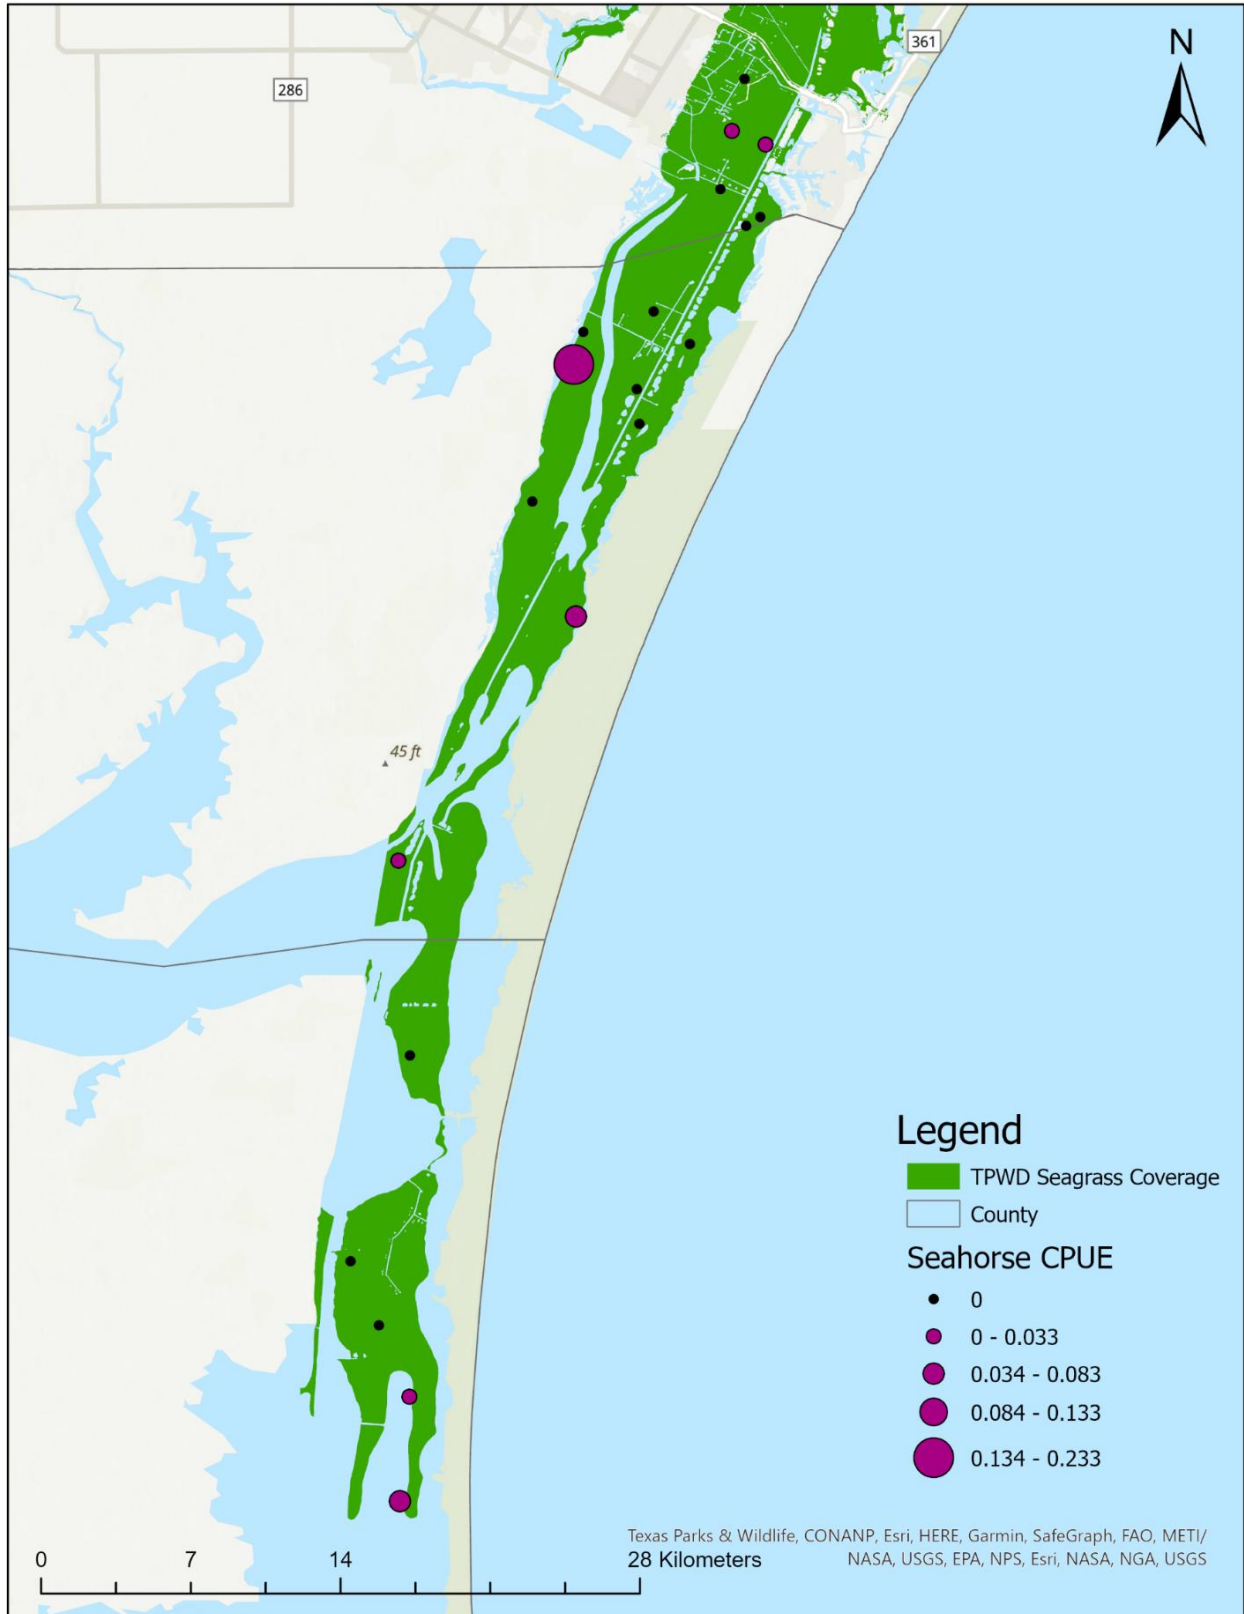 361
N
286
45 ft
Legend
TPWD Seagrass Coverage
County
Seahorse CPUE
0
0 - 0.033
0.034 - 0.083
0.084 - 0.133
0.134 - 0.233
Texas Parks & Wildlife, CONANP, Esri, HERE, Garmin, SafeGraph, FAO, METI/
NASA, USGS, EPA, NPS, Esri, NASA, NGA, USGS
0 7 14 28 Kilometers